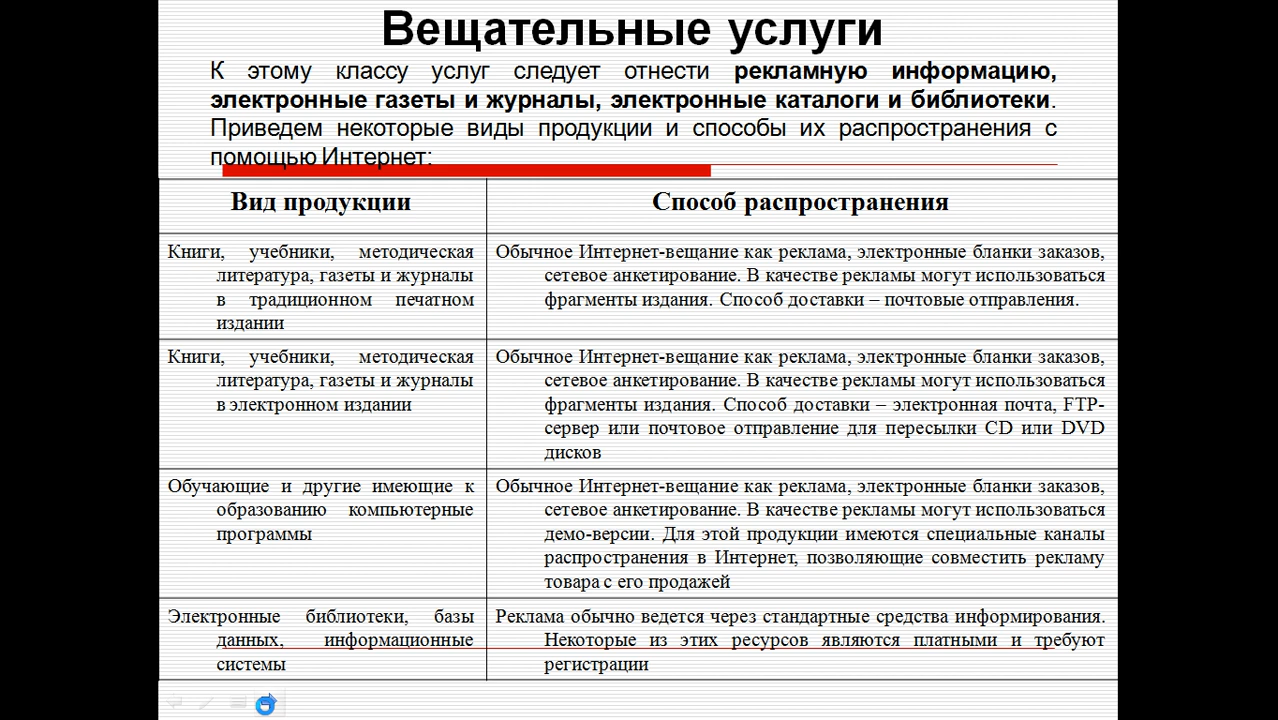 Вещательные услуги
К этому классу услуг следует отнести рекламную информацию,
электронные газеты и журналы, электронные каталоги и библиотеки.
Приведем некоторые виды продукции и способы их распространения с
помощью Интернет:
Вид продукции
Способ распространения
Книги, учебники, методическая
литература, газеты и журналы
в традиционном печатном
издании
Обычное Интернет-вещание как реклама, электронные бланки заказов,
сетевое анкетирование. В качестве рекламы могут использоваться
фрагменты издания. Способ доставки – почтовые отправления.
Книги, учебники, методическая
литература, газеты и журналы
в электронном издании
Обычное Интернет-вещание как реклама, электронные бланки заказов,
сетевое анкетирование. В качестве рекламы могут использоваться
фрагменты издания. Способ доставки – электронная почта, FTP-
сервер или почтовое отправление для пересылки CD или DVD
дисков
Обучающие и другие имеющие к
образованию компьютерные
программы
Обычное Интернет-вещание как реклама, электронные бланки заказов,
сетевое анкетирование. В качестве рекламы могут использоваться
демо-версии. Для этой продукции имеются специальные каналы
распространения в Интернет, позволяющие совместить рекламу
товара с его продажей
Электронные библиотеки, базы
данных, информационные
системы
Реклама обычно ведется через стандартные средства информирования.
Некоторые из этих ресурсов являются платными и требуют
регистрации